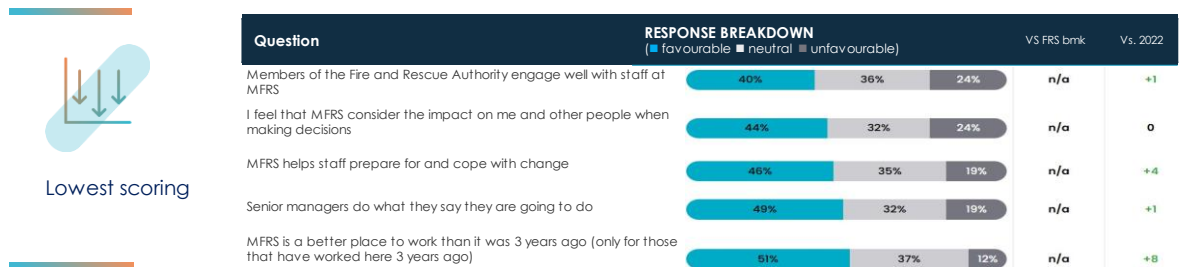 Lowest scoring
Question
RESPONSE BREAKDOWN
(favourable neutral unfavourable)
VS FRS bmk
Vs. 2022
Members of the Fire and Rescue Authority engage well with staff at
MFRS
40% 36% 24% n/a +1
I feel that MFRS consider the impact on me and other people when
making decisions
44% 32% 24% n/a 0
MFRS helps staff prepare for and cope with change
46% 35% 19% n/a +4
Senior managers do what they say they are going to do
49% 32% 19% n/a +1
MFRS is a better place to work than it was 3 years ago (only for those
that have worked here 3 years ago)
51% 37% 12% n/a +8